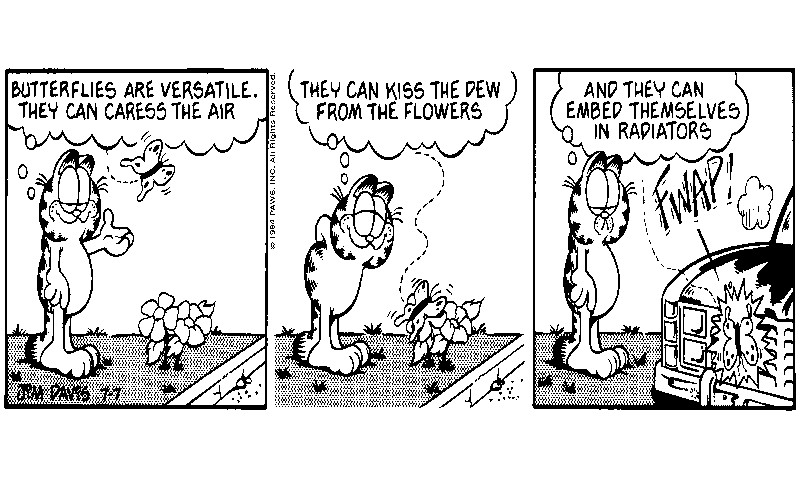 BUTTERFLIES ARE VERSATILE.
THEY CAN CARESS THE AIR
JIM DAVIS 7-7
© 1984 PAWS, INC. All Rights Reserved.
THEY CAN KISS THE DEW
FROM THE FLOWERS
AND THEY CAN
EMBED THEMSELVES
IN RADIATORS
FWAP!